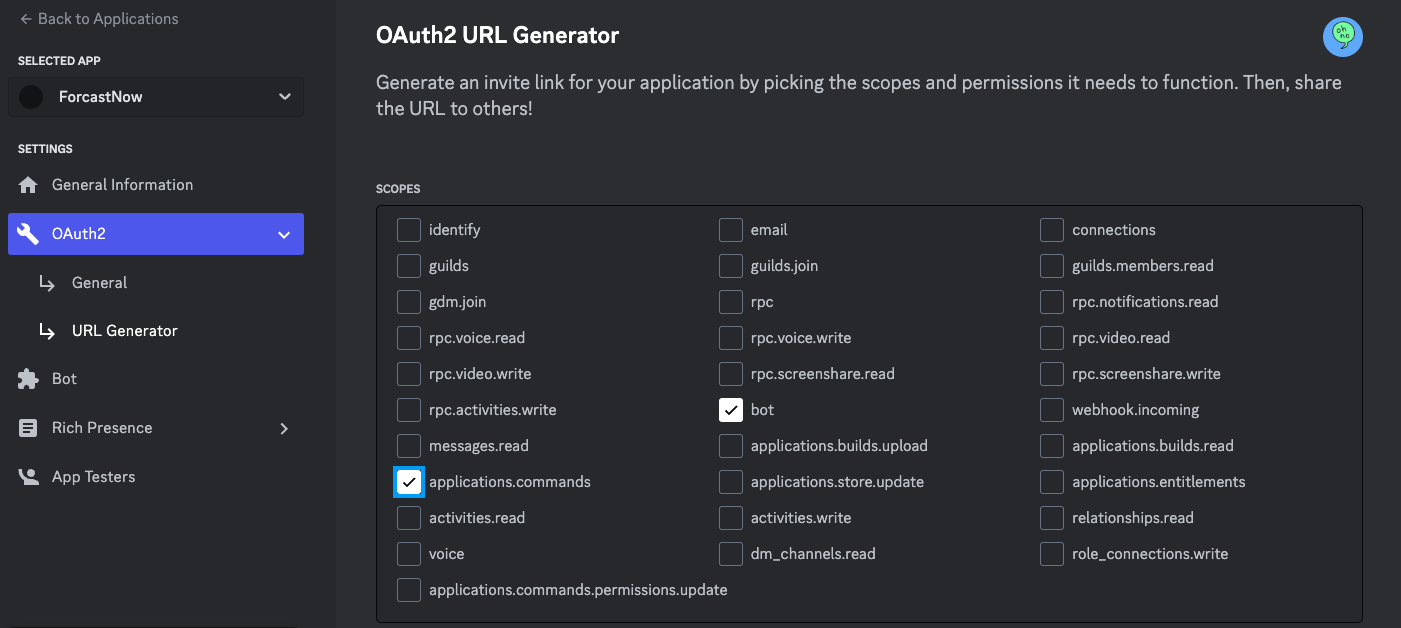 Back to Applications
SELECTED APP
ForcastNow
SETTINGS
General Information
OAuth2
General
URL Generator
Bot
Rich Presence
App Testers
OAuth2 URL Generator
oh
no
Generate an invite link for your application by picking the scopes and permissions it needs to function. Then, share
the URL to others!
SCOPES
identify email connections
guilds guilds.join guilds.members.read
gdm.join rpc rpc.notifications.read
rpc.voice.read rpc.voice.write rpc.video.read
rpc.video.write rpc.screenshare.read rpc.screenshare.write
rpc.activities.write bot webhook.incoming
messages.read applications.builds.upload applications.builds.read
applications.commands applications.store.update applications.entitlements
activities.read activities.write relationships.read
voice dm_channels.read role_connections.write
applications.commands.permissions.update